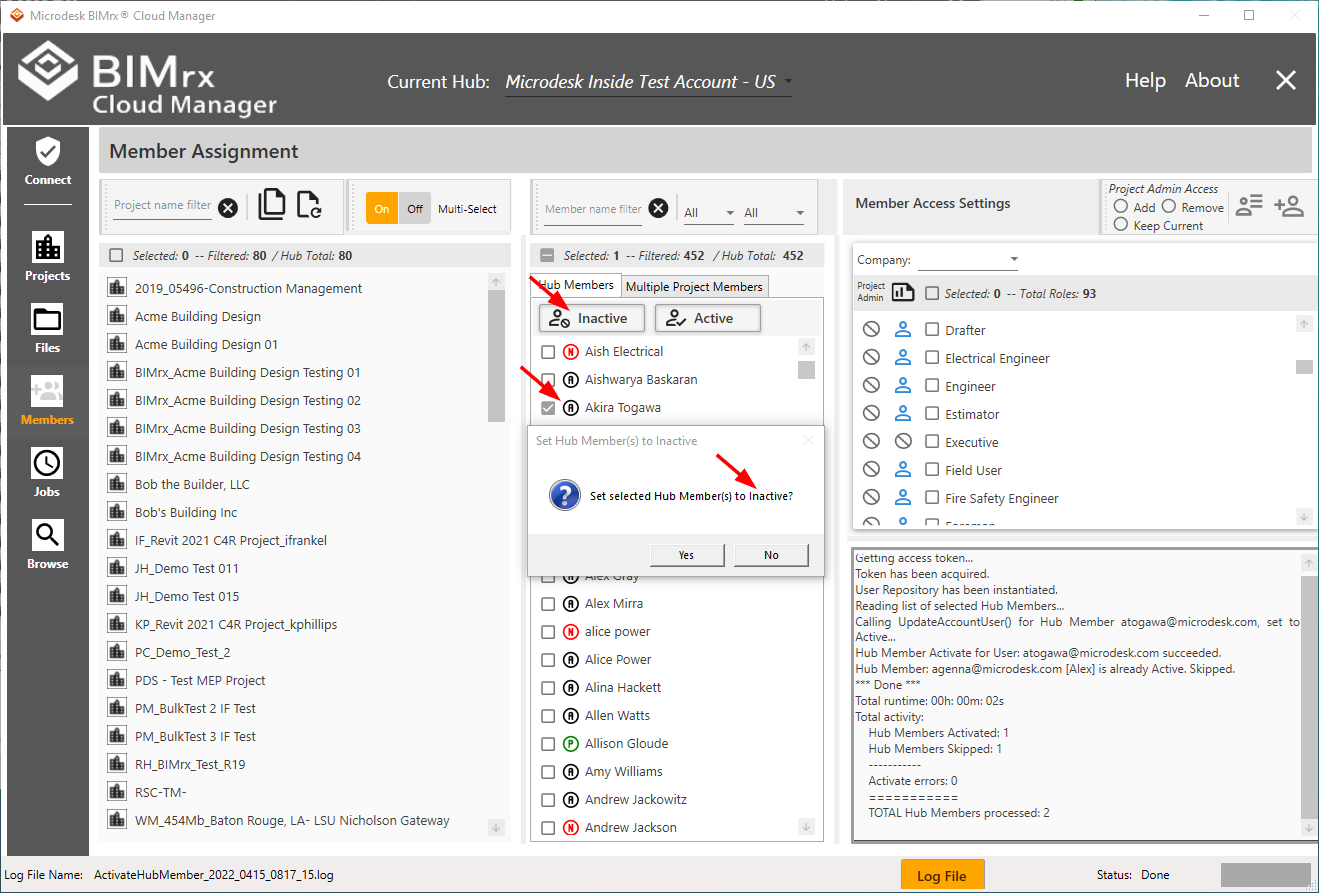 Microdesk BIMrx® Cloud Manager
BIMrx
Cloud Manager
Current Hub: Microdesk Inside Test Account - US
Help About
Connect
Projects
Files
Members
Jobs
Browse
Member Assignment
Project name filter
On Off Multi-Select
Selected: 0 -- Filtered: 80 / Hub Total: 80
2019_05496-Construction Management
Acme Building Design
Acme Building Design 01
BIMrx_Acme Building Design Testing 01
BIMrx_Acme Building Design Testing 02
BIMrx_Acme Building Design Testing 03
BIMrx_Acme Building Design Testing 04
Bob the Builder, LLC
Bob's Building Inc
IF_Revit 2021 C4R Project_ifrankel
JH_Demo Test 011
JH_Demo Test 015
KP_Revit 2021 C4R Project_kphillips
PC_Demo_Test_2
PDS - Test MEP Project
PM_BulkTest 2 IF Test
PM_BulkTest 3 IF Test
RH_BIMrx_Test_R19
RSC-TM-
WM_454Mb_Baton Rouge, LA- LSU Nicholson Gateway
Member name filter
All All
Selected: 1 -- Filtered: 452 / Hub Total: 452
Hub Members Multiple Project Members
Inactive Active
N Aish Electrical
A Aishwarya Baskaran
A Akira Togawa
Set Hub Member(s) to Inactive
Set selected Hub Member(s) to Inactive?
Yes No
A Alex Gray
A Alex Mirra
N alice power
A Alice Power
A Alina Hackett
A Allen Watts
P Allison Gloude
A Amy Williams
A Andrew Jackowitz
N Andrew Jackson
Member Access Settings
Project Admin Access
Add Remove
Keep Current
Company:
Project
Admin
Selected: 0 -- Total Roles: 93
Drafter
Electrical Engineer
Engineer
Estimator
Executive
Field User
Fire Safety Engineer
Foreman
Getting access token...
Token has been acquired.
User Repository has been instantiated.
Reading list of selected Hub Members...
Calling UpdateAccountUser() for Hub Member atogawa@microdesk.com, set to
Active...
Hub Member Activate for User: atogawa@microdesk.com succeeded.
Hub Member: agenna@microdesk.com [Alex] is already Active. Skipped.
*** Done ***
Total runtime: 00h: 00m: 02s
Total activity:
Hub Members Activated: 1
Hub Members Skipped: 1
-----------
Activate errors: 0
===========
TOTAL Hub Members processed: 2
Log File Name: ActivateHubMember_2022_0415_0817_15.log
Log File
Status: Done